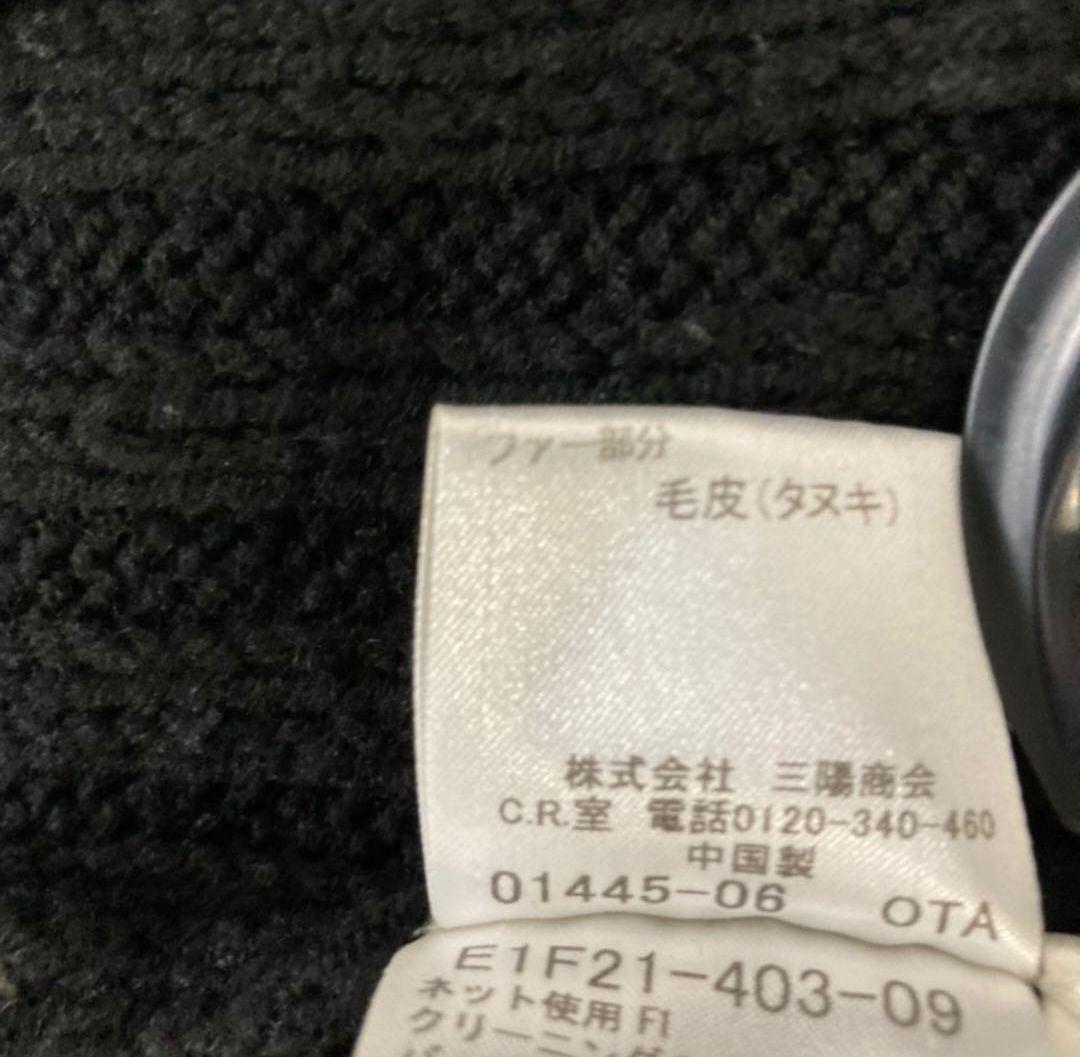 ファー部分
毛皮(タヌキ)
株式会社 三陽商会
C.R.室 電話0120-340-460
中国製
01445-06 OTA
E1F21-403-09
ネット使用 FI
クリーニング